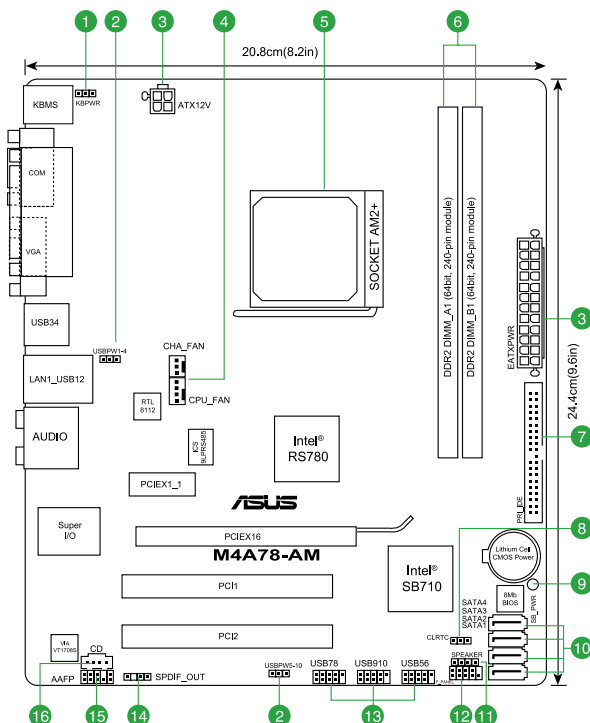 1
2
3
4
5
6
20.8cm(8.2in)
KBMS
KBPWR
ATX12V
COM
VGA
SOCKET AM2+
DDR2 DIMM_A1 (64bit, 240-pin module)
DDR2 DIMM_B1 (64bit, 240-pin module)
EATXPWR
3
24.4cm(9.6in)
USB34
USBPW1-4
CHA_FAN
CPU_FAN
LAN1_USB12
RTL
8112
AUDIO
ICS
9LPRS485
Intel®
RS780
PRI_IDE
7
PCIEX1_1
ASUS
Super
I/O
PCIEX16
M4A78-AM
8
Lithium Cell
CMOS Power
Intel®
SB710
9
PCI1
8Mb
BIOS
SB_PWR
SATA4
SATA3
SATA2
SATA1
PCI2
CLRTC
10
VIA
VT1708S
CD
SPEAKER
AAFP
SPDIF_OUT
USBPW5-10
USB78
USB910
USB56
F_PANEL
16
15
14
2
13
12
11